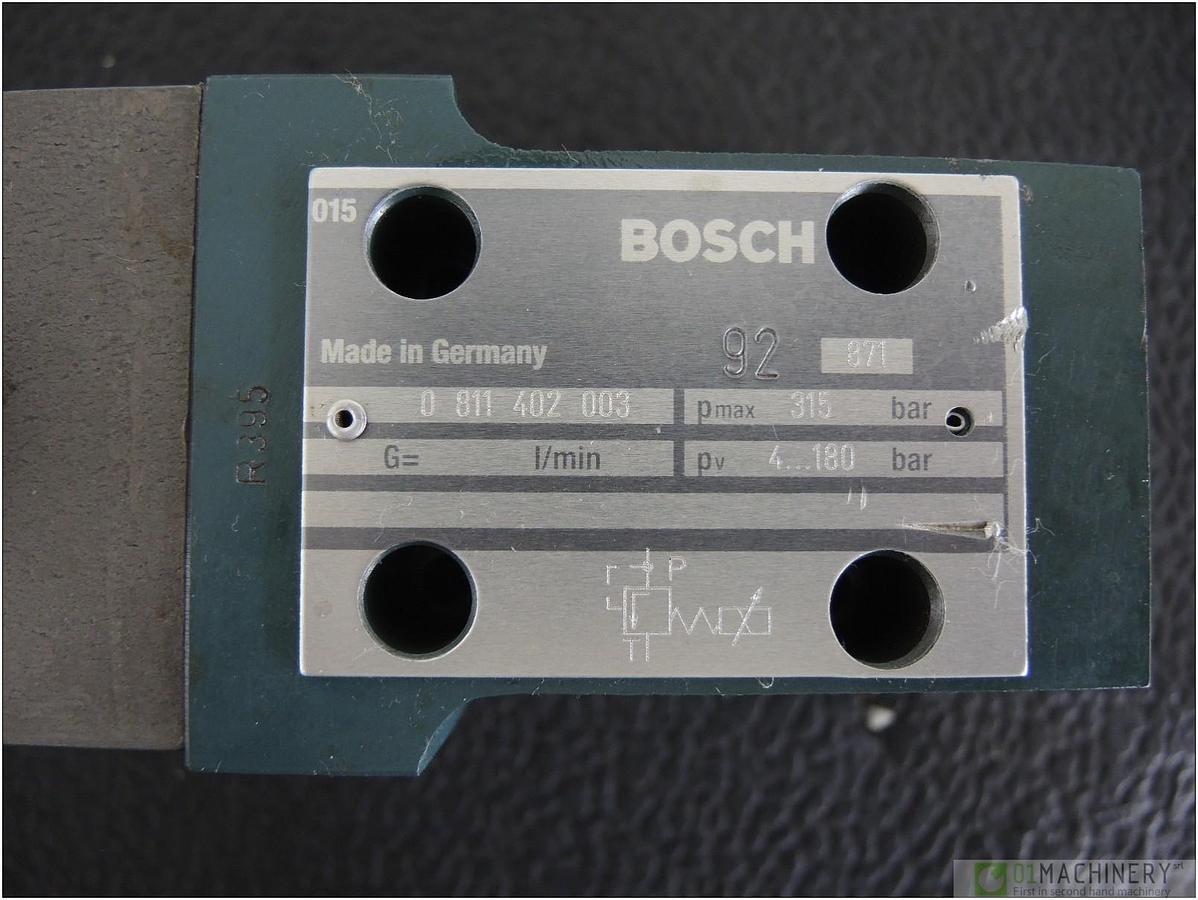 015
BOSCH
Made in Germany 92 871
0 811 402 003 pmax 315 bar
G= l/min pv 4...180 bar
R395
P
T
01MACHINERY srl
First in second hand machinery